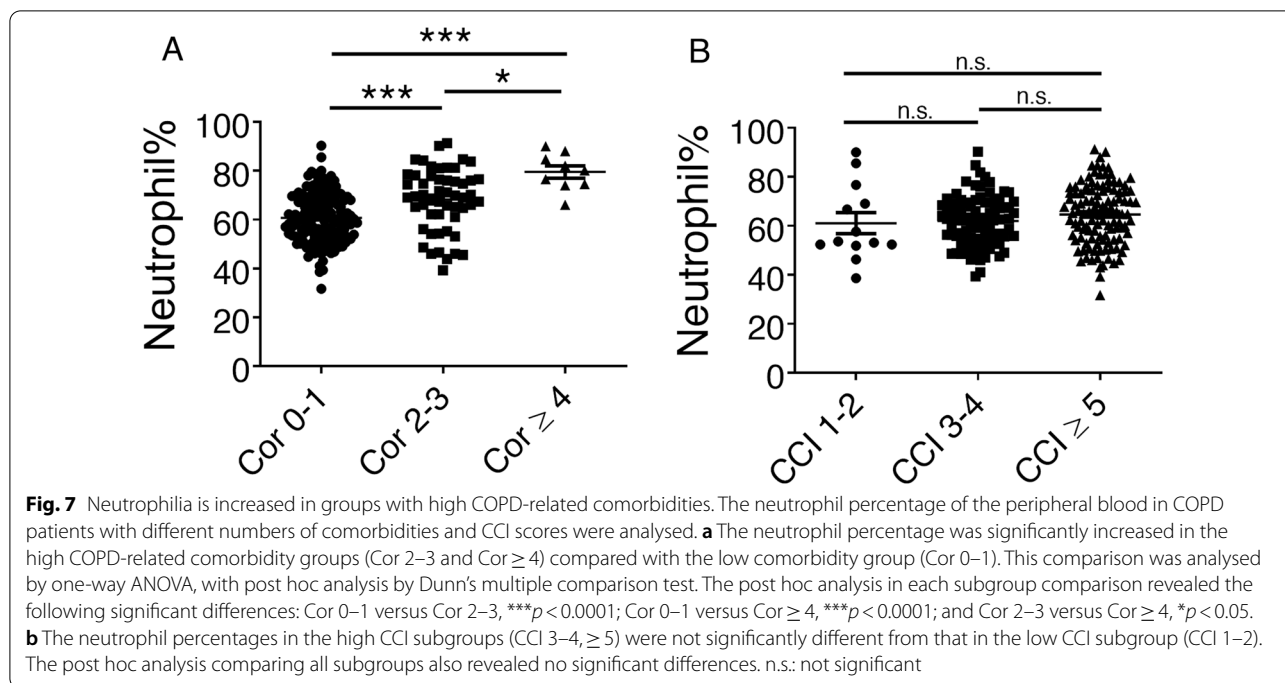 A
***
***
*
Neutrophil%
100
80
60
40
20
0
Cor 0-1
Cor 2-3
Cor ≥ 4
B
n.s.
n.s.
n.s.
Neutrophil%
100
80
60
40
20
0
CCI 1-2
CCI 3-4
CCI ≥ 5
Fig. 7 Neutrophilia is increased in groups with high COPD-related comorbidities. The neutrophil percentage of the peripheral blood in COPD
patients with different numbers of comorbidities and CCI scores were analysed. a The neutrophil percentage was significantly increased in the
high COPD-related comorbidity groups (Cor 2–3 and Cor ≥ 4) compared with the low comorbidity group (Cor 0–1). This comparison was analysed
by one-way ANOVA, with post hoc analysis by Dunn's multiple comparison test. The post hoc analysis in each subgroup comparison revealed the
following significant differences: Cor 0–1 versus Cor 2–3, ***p < 0.0001; Cor 0–1 versus Cor ≥ 4, ***p < 0.0001; and Cor 2–3 versus Cor ≥ 4, *p < 0.05.
b The neutrophil percentages in the high CCI subgroups (CCI 3–4, ≥ 5) were not significantly different from that in the low CCI subgroup (CCI 1–2).
The post hoc analysis comparing all subgroups also revealed no significant differences. n.s.: not significant